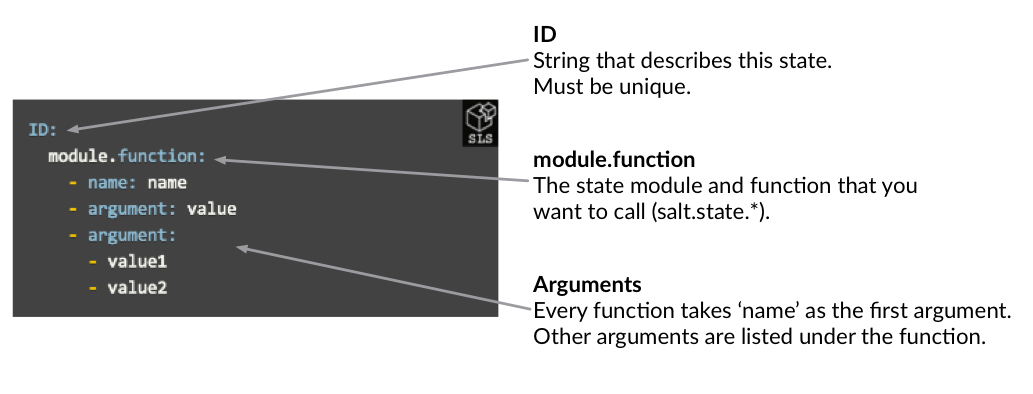 ID
String that describes this state.
Must be unique.
ID:
SLS
module.function:
- name: name
- argument: value
- argument:
- value1
- value2
module.function
The state module and function that you
want to call (salt.state.*).
Arguments
Every function takes ‘name’ as the first argument.
Other arguments are listed under the function.